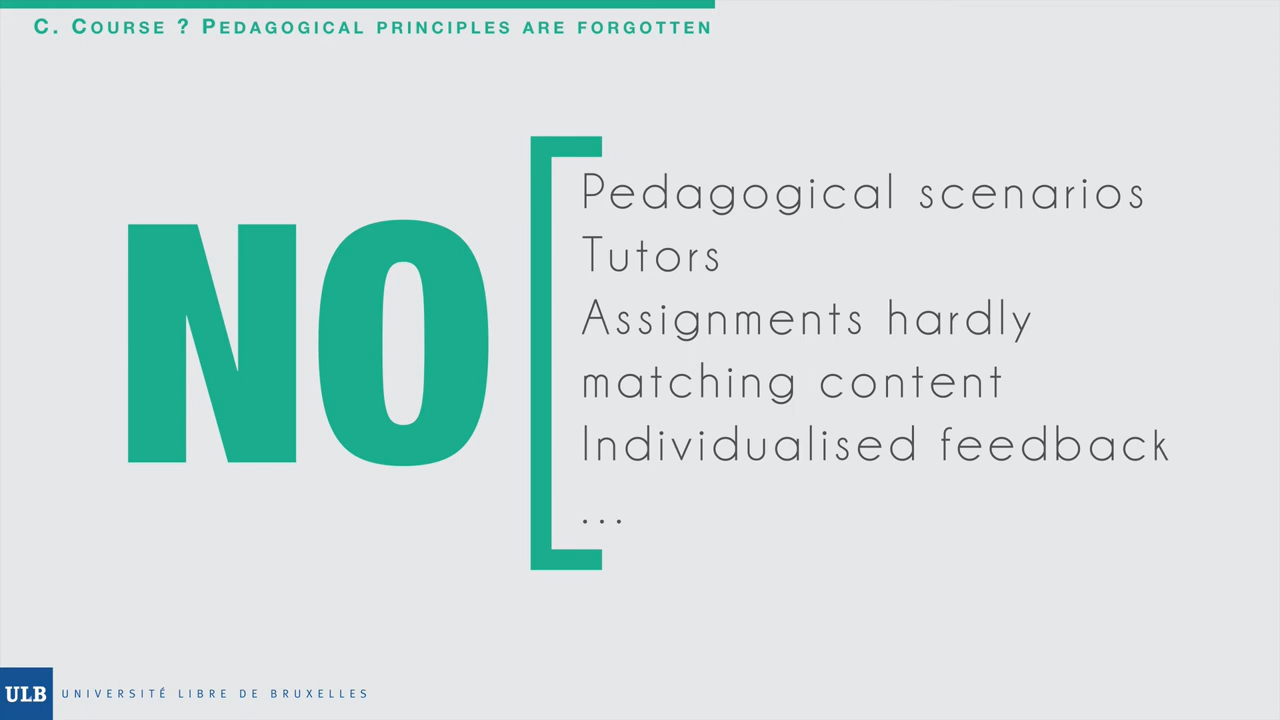 C. COURSE ? PEDAGOGICAL PRINCIPLES ARE FORGOTTEN
NO
Pedagogical scenarios
Tutors
Assignments hardly
matching content
Individualised feedback
...
ULB UNIVERSITÉ LIBRE DE BRUXELLES